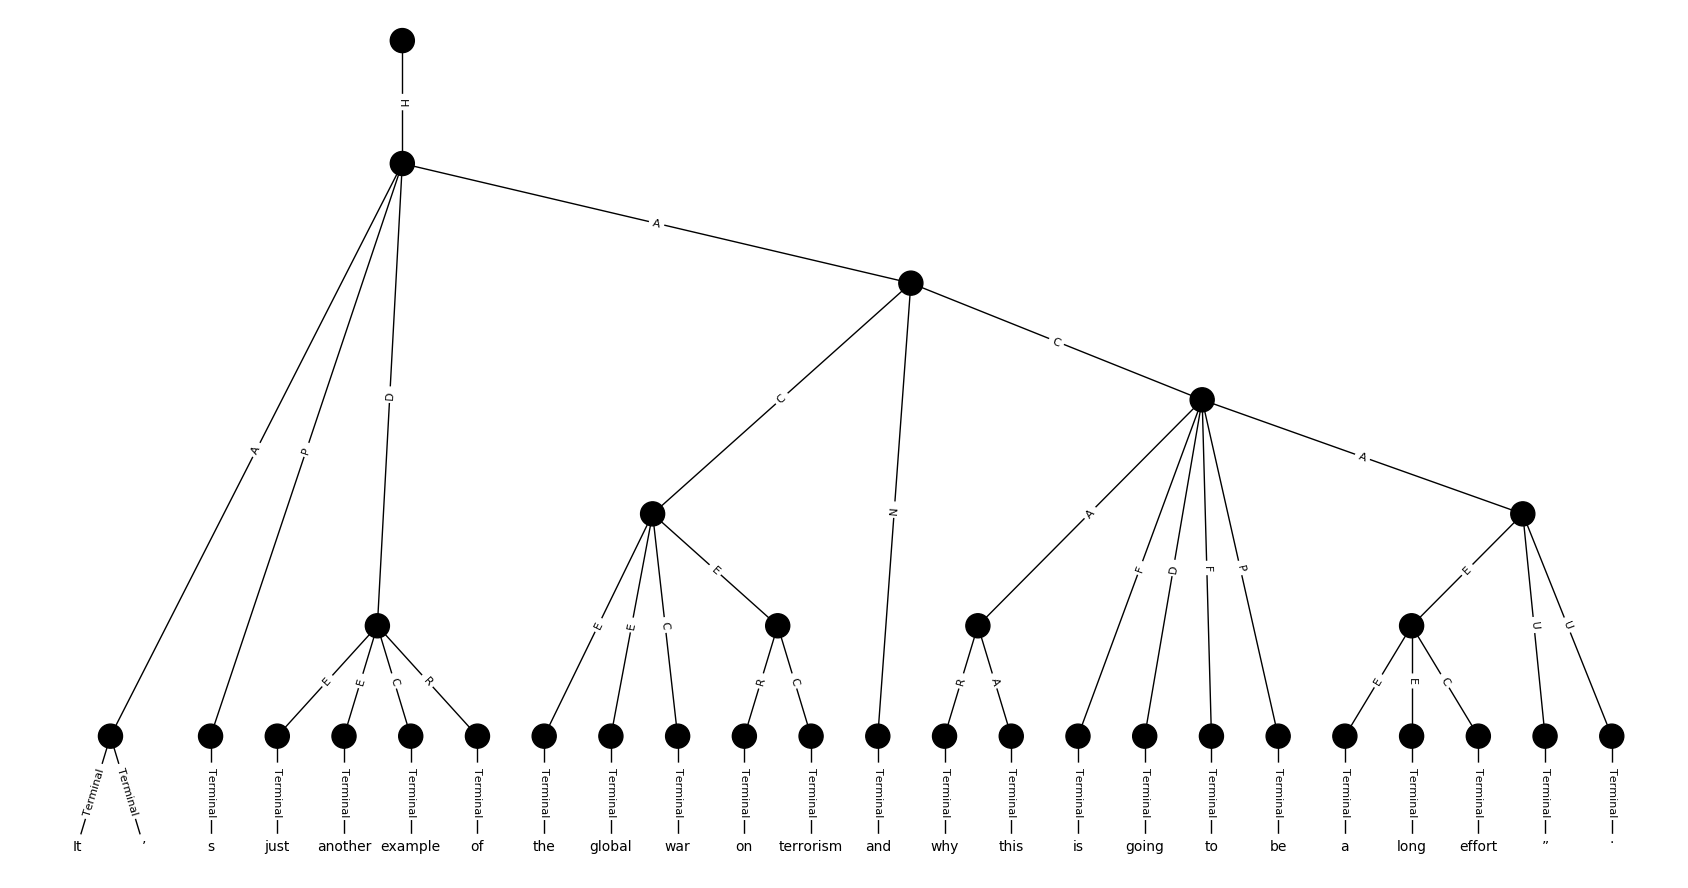 H
A
C
D
C
A
A
P
N
A
F
D
F
P
E
E
E
C
E
U
U
E
E
C
R
R
C
R
A
E
E
C
Terminal Terminal Terminal Terminal Terminal Terminal Terminal Terminal Terminal Terminal Terminal Terminal Terminal Terminal Terminal Terminal Terminal Terminal Terminal Terminal Terminal Terminal Terminal Terminal
It ’ s just another example of the global war on terrorism and why this is going to be a long effort ” .